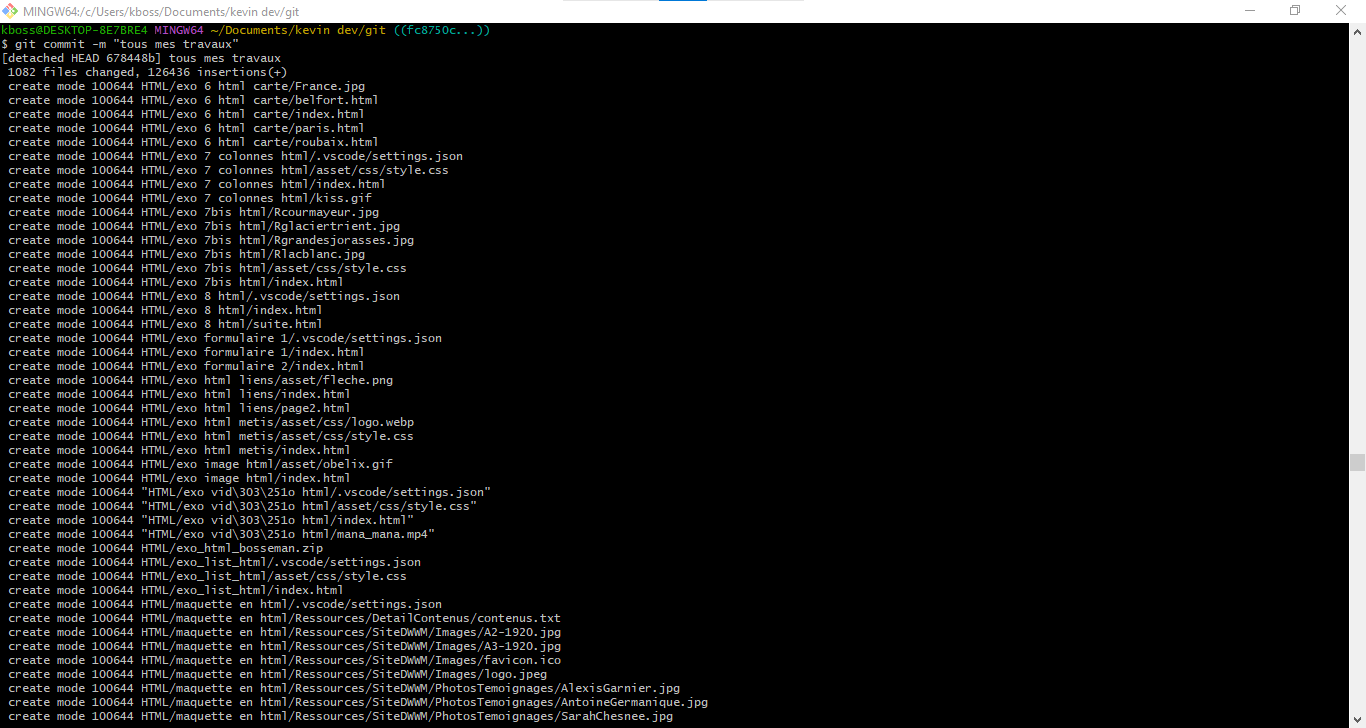 MINGW64:/c/Users/kboss/Documents/kevin dev/git
kboss@DESKTOP-8E7BRE4 MINGW64 ~/Documents/kevin dev/git ((fc8750c...))
$ git commit -m "tous mes travaux"
[detached HEAD 678448b] tous mes travaux
 1082 files changed, 126436 insertions(+)
 create mode 100644 HTML/exo 6 html carte/France.jpg
 create mode 100644 HTML/exo 6 html carte/belfort.html
 create mode 100644 HTML/exo 6 html carte/index.html
 create mode 100644 HTML/exo 6 html carte/paris.html
 create mode 100644 HTML/exo 6 html carte/roubaix.html
 create mode 100644 HTML/exo 7 colonnes html/.vscode/settings.json
 create mode 100644 HTML/exo 7 colonnes html/asset/css/style.css
 create mode 100644 HTML/exo 7 colonnes html/index.html
 create mode 100644 HTML/exo 7 colonnes html/kiss.gif
 create mode 100644 HTML/exo 7bis html/Rcourmayeur.jpg
 create mode 100644 HTML/exo 7bis html/Rglaciertrient.jpg
 create mode 100644 HTML/exo 7bis html/Rgrandesjorasses.jpg
 create mode 100644 HTML/exo 7bis html/Rlacblanc.jpg
 create mode 100644 HTML/exo 7bis html/asset/css/style.css
 create mode 100644 HTML/exo 7bis html/index.html
 create mode 100644 HTML/exo 8 html/.vscode/settings.json
 create mode 100644 HTML/exo 8 html/index.html
 create mode 100644 HTML/exo 8 html/suite.html
 create mode 100644 HTML/exo formulaire 1/.vscode/settings.json
 create mode 100644 HTML/exo formulaire 1/index.html
 create mode 100644 HTML/exo formulaire 2/index.html
 create mode 100644 HTML/exo html liens/asset/fleche.png
 create mode 100644 HTML/exo html liens/index.html
 create mode 100644 HTML/exo html liens/page2.html
 create mode 100644 HTML/exo html metis/asset/css/logo.webp
 create mode 100644 HTML/exo html metis/asset/css/style.css
 create mode 100644 HTML/exo html metis/index.html
 create mode 100644 HTML/exo image html/asset/obelix.gif
 create mode 100644 HTML/exo image html/index.html
 create mode 100644 "HTML/exo vid\303\251o html/.vscode/settings.json"
 create mode 100644 "HTML/exo vid\303\251o html/asset/css/style.css"
 create mode 100644 "HTML/exo vid\303\251o html/index.html"
 create mode 100644 "HTML/exo vid\303\251o html/mana_mana.mp4"
 create mode 100644 HTML/exo_html_bosseman.zip
 create mode 100644 HTML/exo_list_html/.vscode/settings.json
 create mode 100644 HTML/exo_list_html/asset/css/style.css
 create mode 100644 HTML/exo_list_html/index.html
 create mode 100644 HTML/maquette en html/.vscode/settings.json
 create mode 100644 HTML/maquette en html/Ressources/DetailContenus/contenus.txt
 create mode 100644 HTML/maquette en html/Ressources/SiteDWWM/Images/A2-1920.jpg
 create mode 100644 HTML/maquette en html/Ressources/SiteDWWM/Images/A3-1920.jpg
 create mode 100644 HTML/maquette en html/Ressources/SiteDWWM/Images/favicon.ico
 create mode 100644 HTML/maquette en html/Ressources/SiteDWWM/Images/logo.jpeg
 create mode 100644 HTML/maquette en html/Ressources/SiteDWWM/PhotosTemoignages/AlexisGarnier.jpg
 create mode 100644 HTML/maquette en html/Ressources/SiteDWWM/PhotosTemoignages/AntoineGermanique.jpg
 create mode 100644 HTML/maquette en html/Ressources/SiteDWWM/PhotosTemoignages/SarahChesnee.jpg